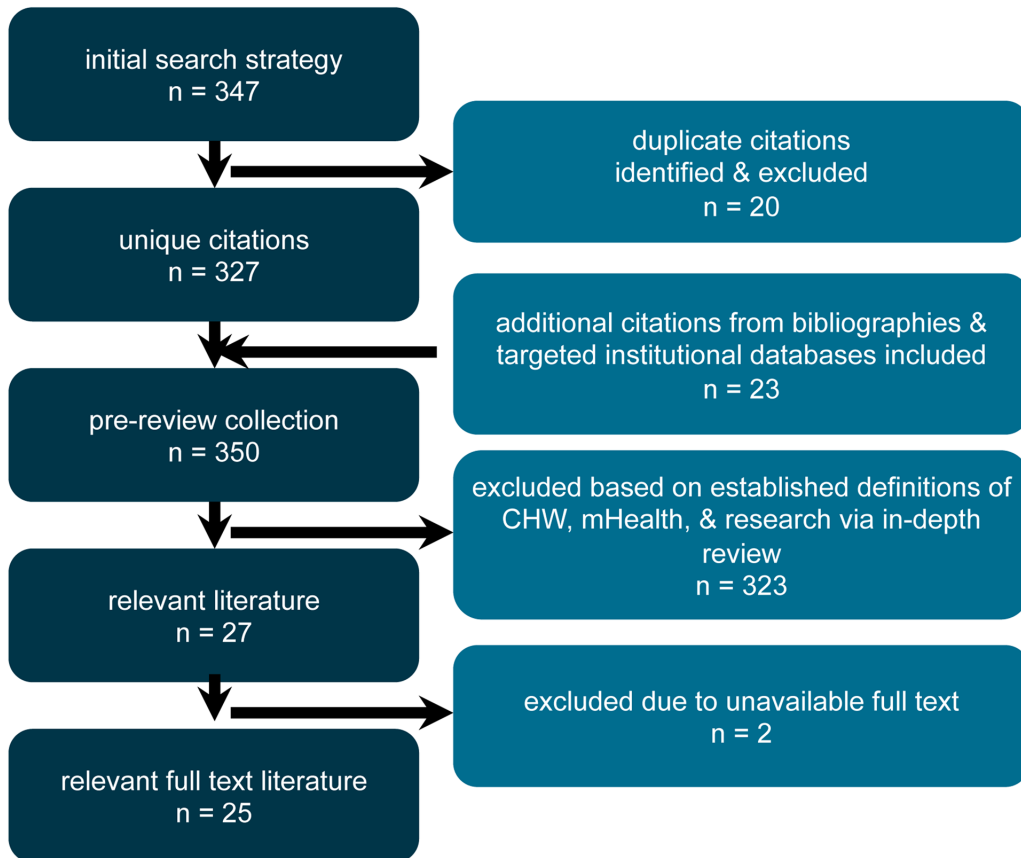 initial search strategy
n = 347
duplicate citations
identified & excluded
n = 20
unique citations
n = 327
additional citations from bibliographies &
targeted institutional databases included
n = 23
pre-review collection
n = 350
excluded based on established definitions of
CHW, mHealth, & research via in-depth
review
n = 323
relevant literature
n = 27
excluded due to unavailable full text
n = 2
relevant full text literature
n = 25